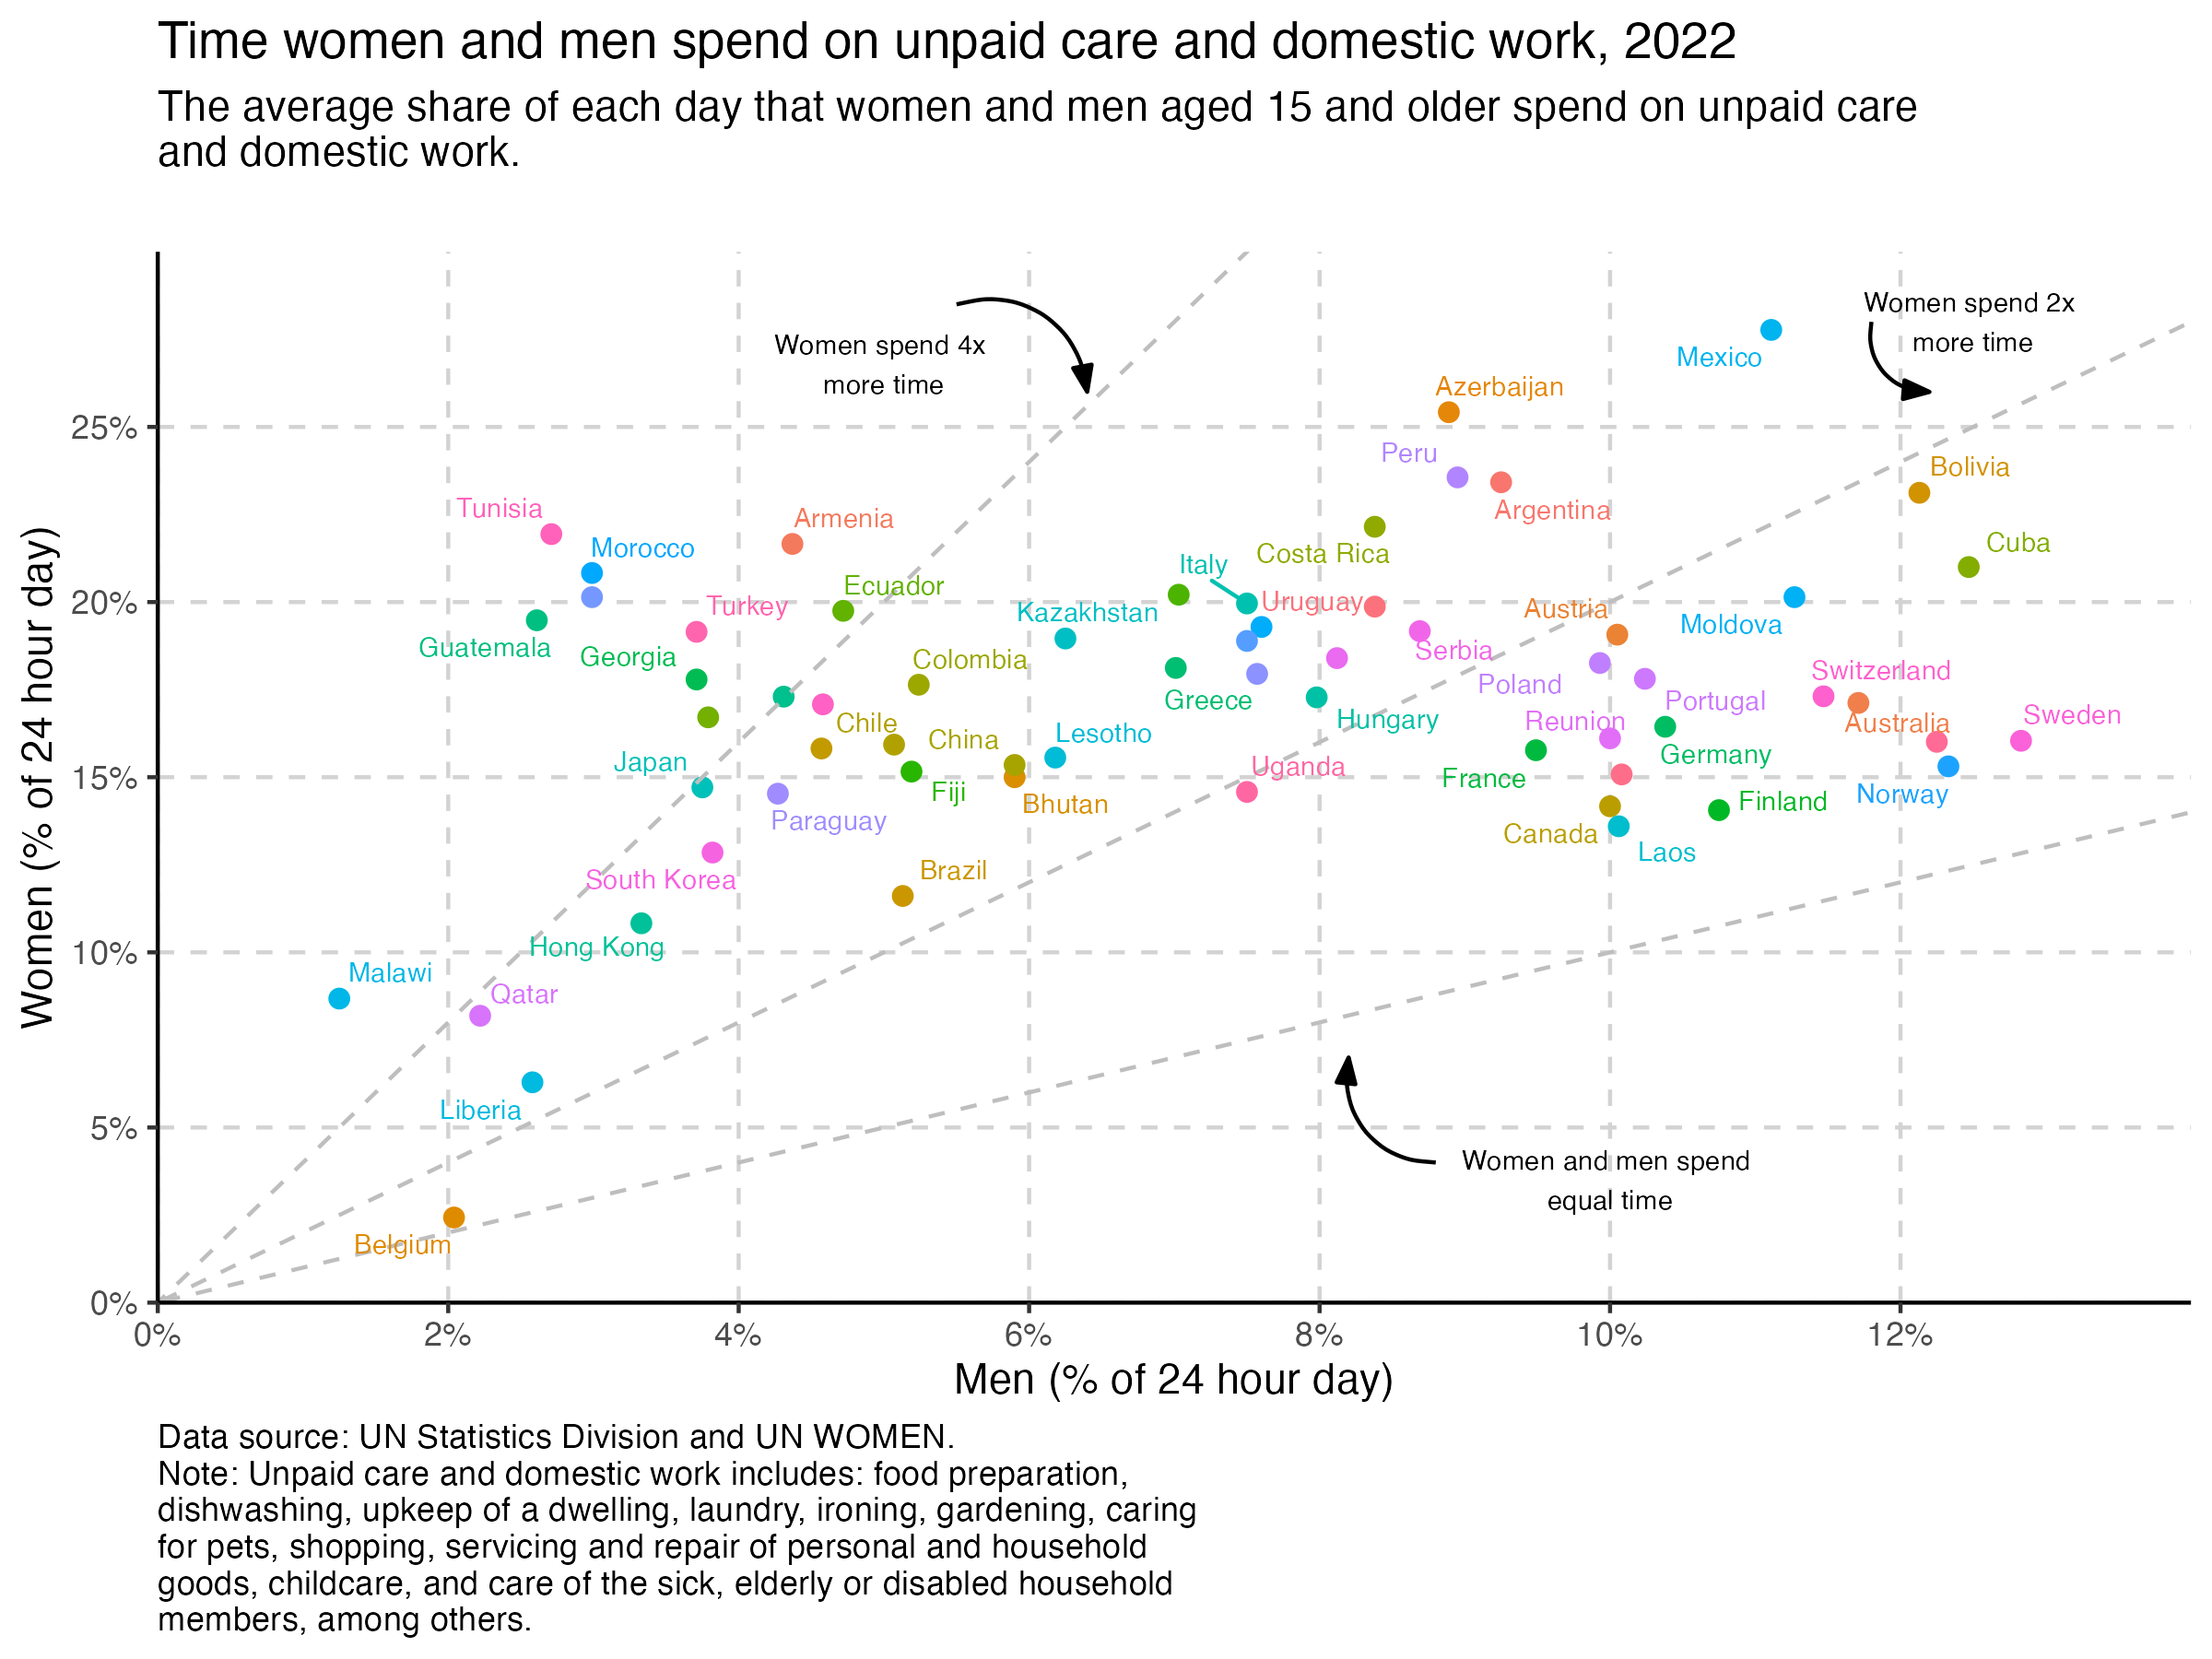 Time women and men spend on unpaid care and domestic work, 2022
The average share of each day that women and men aged 15 and older spend on unpaid care
and domestic work.
Women (% of 24 hour day)
25%
20%
15%
10%
5%
0%
Women spend 4x
more time
Women spend 2x
more time
Mexico
Azerbaijan
Peru
Bolivia
Tunisia
Argentina
Armenia
Cuba
Morocco
Costa Rica
Italy
Ecuador
Turkey
Uruguay
Kazakhstan
Austria
Moldova
Guatemala
Georgia
Serbia
Colombia
Switzerland
Poland
Greece
Portugal
Sweden
Chile
Hungary
Reunion
Australia
China
Lesotho
Germany
Japan
Uganda
France
Fiji
Norway
Bhutan
Finland
Paraguay
Canada
Laos
Brazil
South Korea
Hong Kong
Malawi
Qatar
Liberia
Women and men spend
equal time
Belgium
0%
2%
4%
6%
8%
10%
12%
Men (% of 24 hour day)
Data source: UN Statistics Division and UN WOMEN.
Note: Unpaid care and domestic work includes: food preparation,
dishwashing, upkeep of a dwelling, laundry, ironing, gardening, caring
for pets, shopping, servicing and repair of personal and household
goods, childcare, and care of the sick, elderly or disabled household
members, among others.